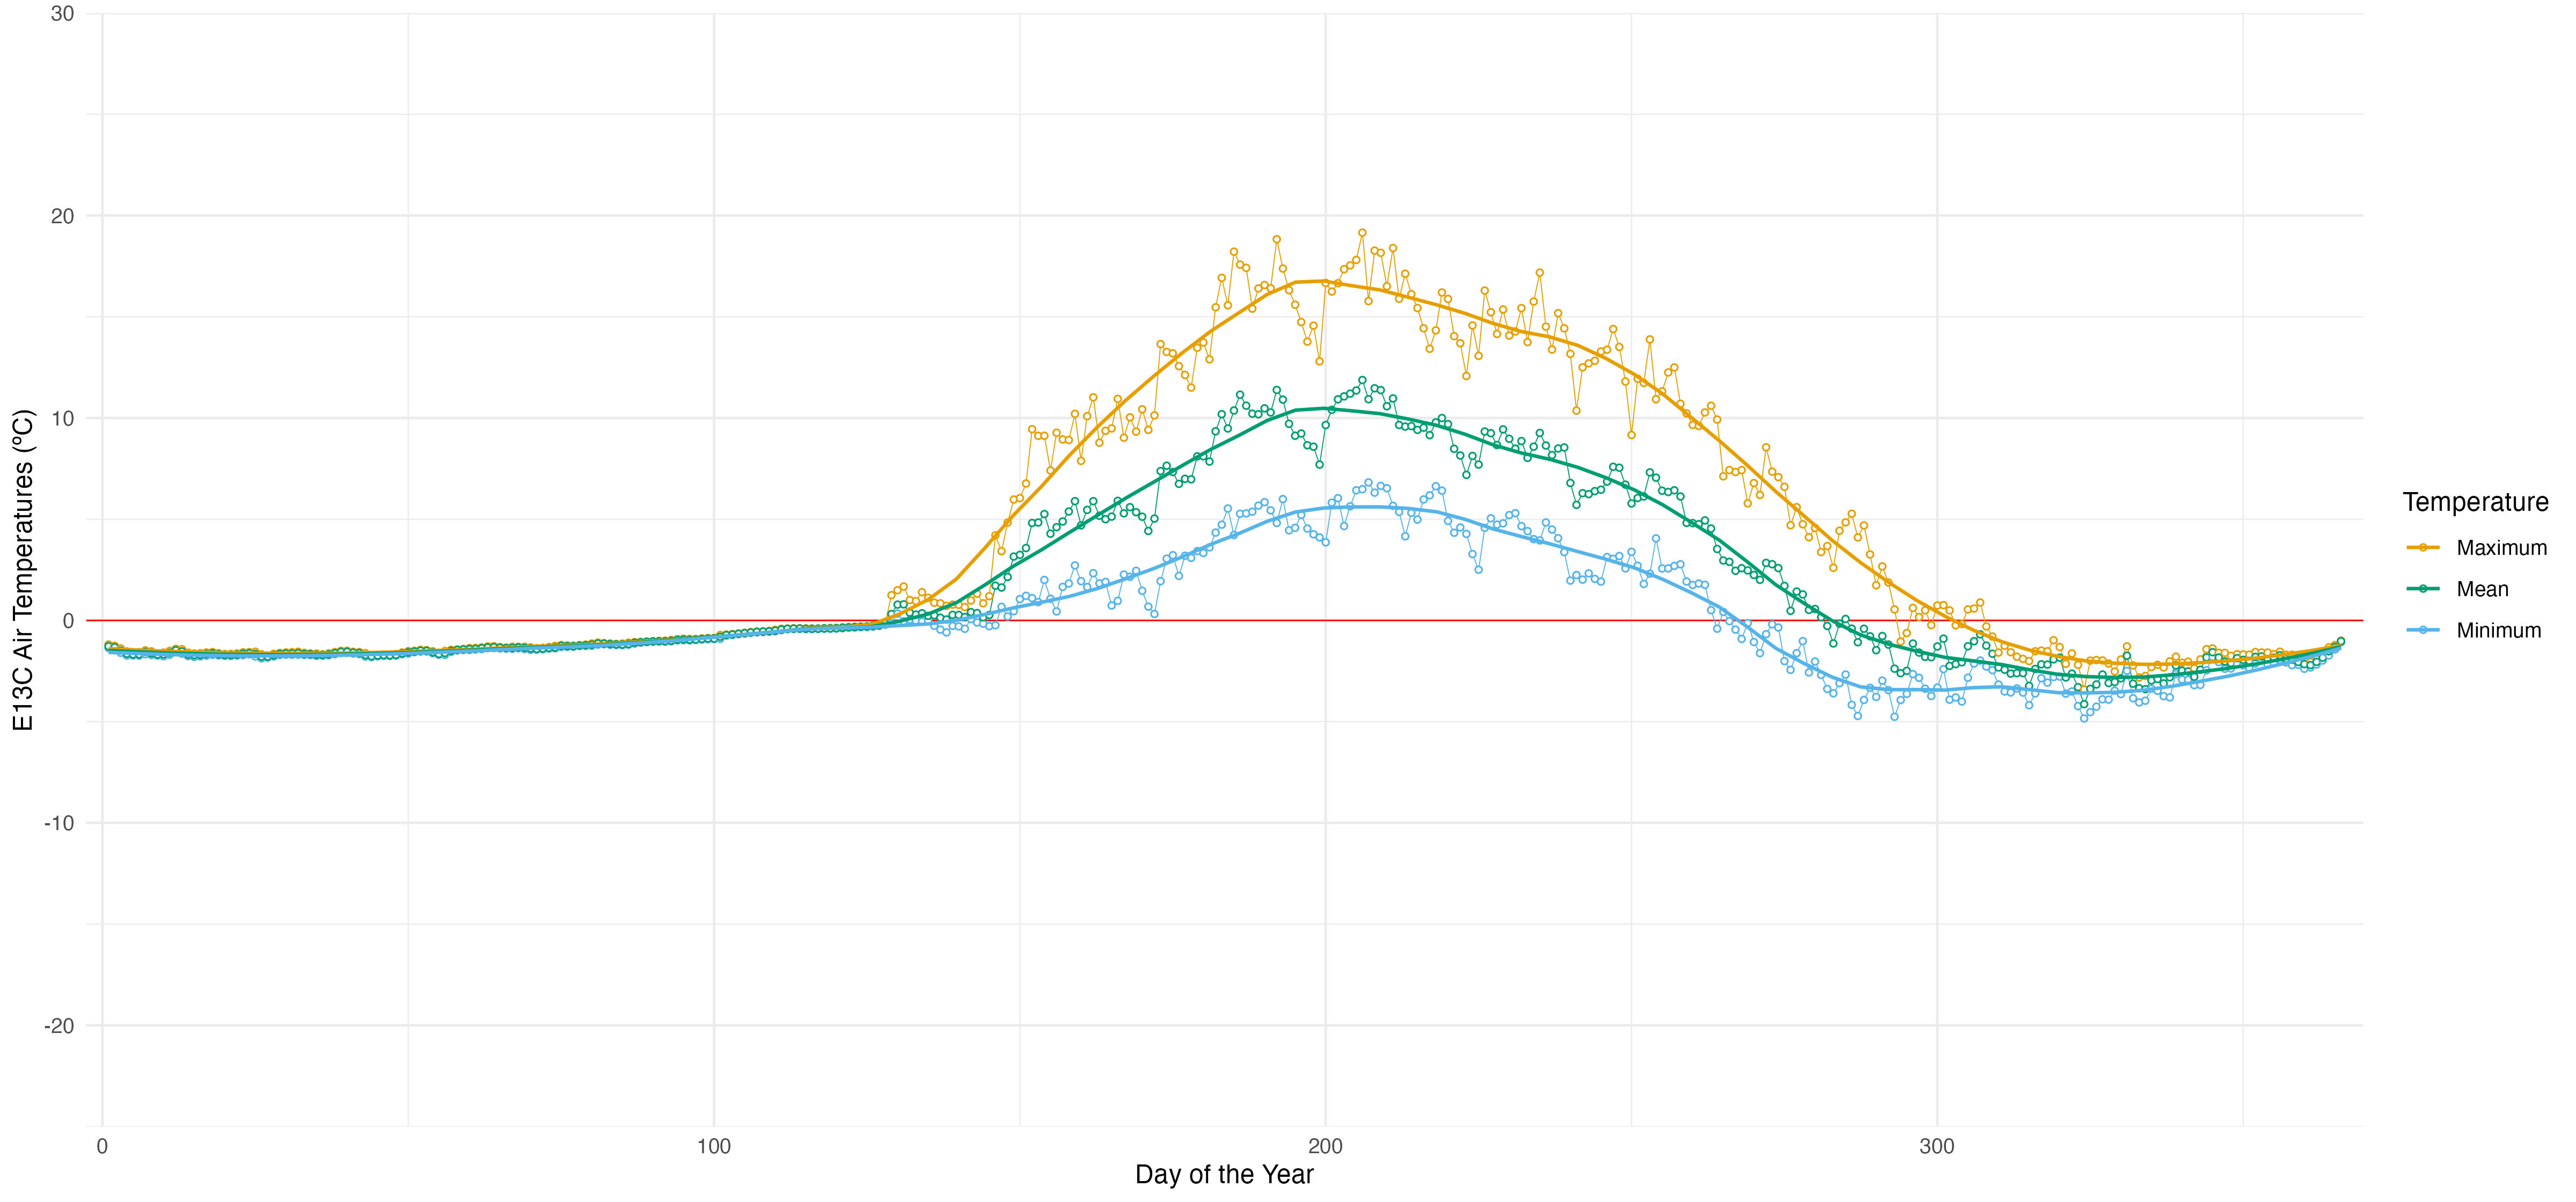 30
20
10
0
-10
-20
E13C Air Temperatures (ºC)
0 100 200 300
Day of the Year
Temperature
Maximum
Mean
Minimum